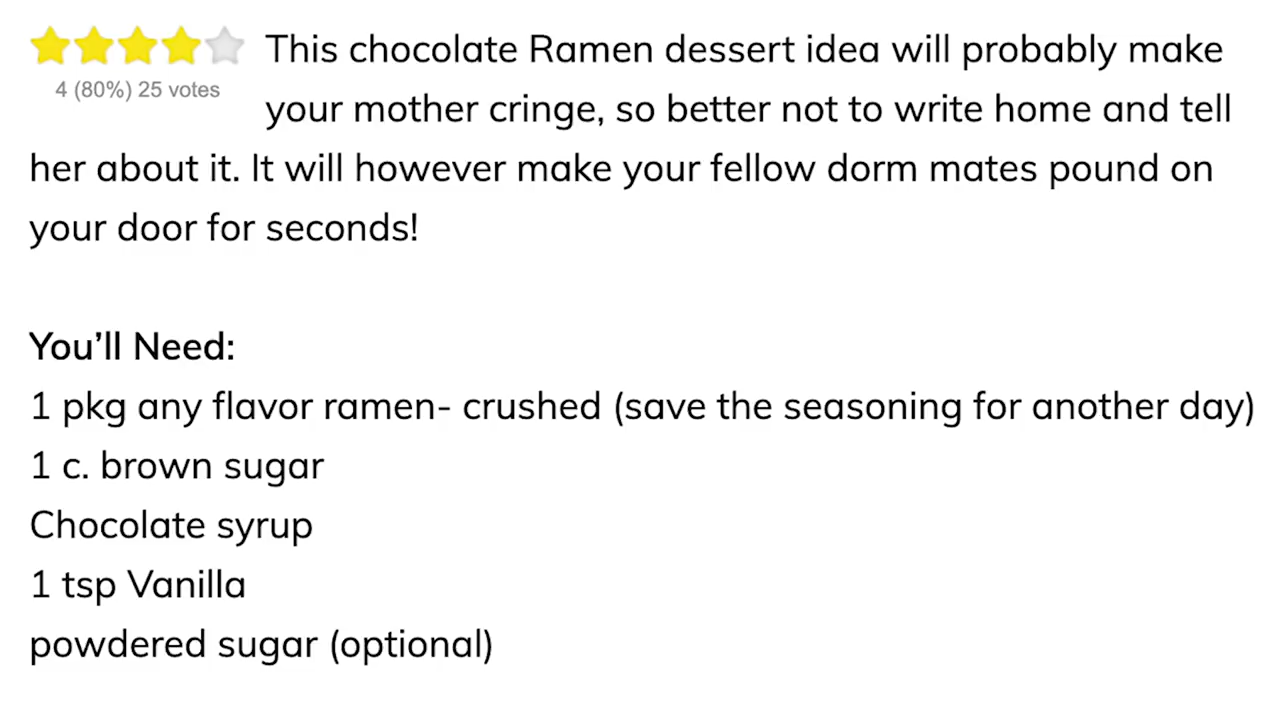 This chocolate Ramen dessert idea will probably make
4 (80%) 25 votes
your mother cringe, so better not to write home and tell
her about it. It will however make your fellow dorm mates pound on
your door for seconds!
You’ll Need:
1 pkg any flavor ramen- crushed (save the seasoning for another day)
1 c. brown sugar
Chocolate syrup
1 tsp Vanilla
powdered sugar (optional)